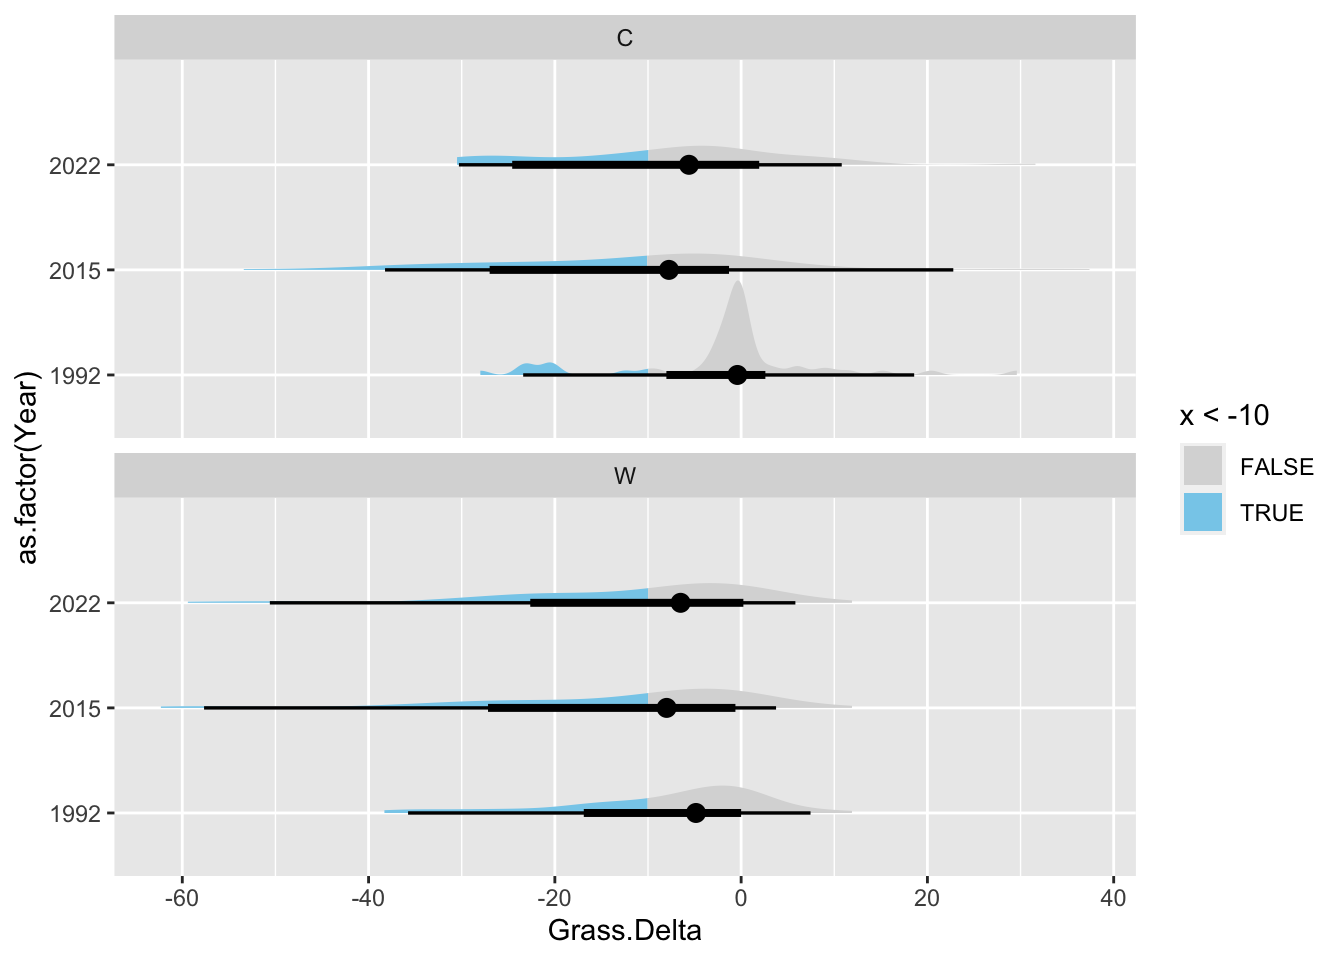 C
2022
2015
1992
as.factor(Year)
W
2022
2015
1992
-60 -40 -20 0 20 40
Grass.Delta
x < -10
FALSE
TRUE